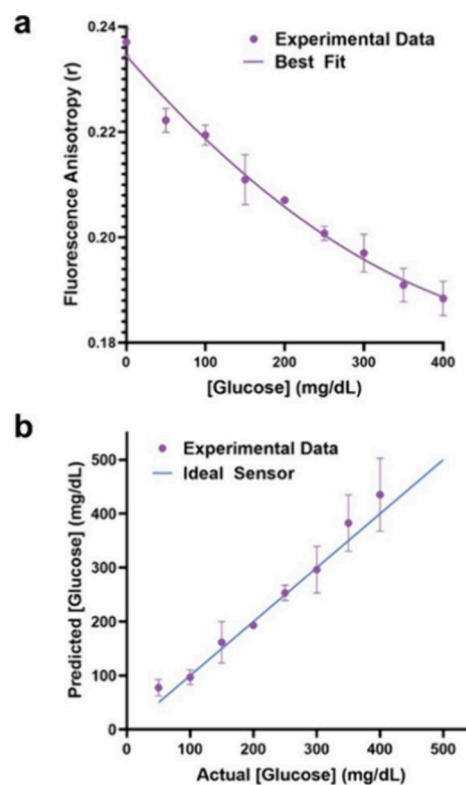 a
0.24
0.22
0.20
0.18
Fluorescence Anisotropy (r)
Experimental Data
Best Fit
0
100
200
300
400
[Glucose] (mg/dL)
b
500
400
300
200
100
0
Predicted [Glucose] (mg/dL)
Experimental Data
Ideal Sensor
0
100
200
300
400
500
Actual [Glucose] (mg/dL)